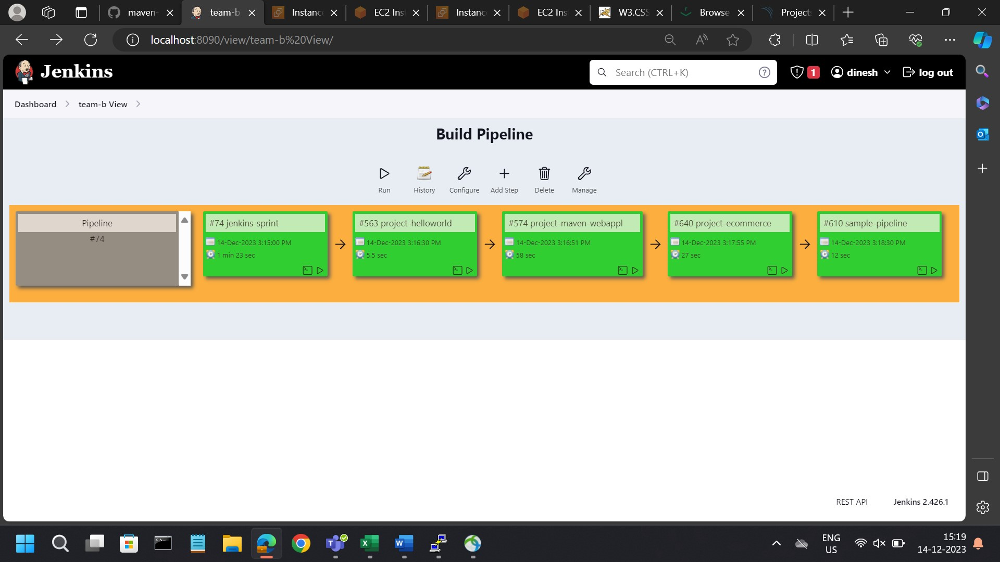 maven-
team-b
Instanc
EC2 Ins
Instanc
EC2 Ins
W3.CSS
Browse
Projects
localhost:8090/view/team-b%20View/
Jenkins
Search (CTRL+K)
1
dinesh
log out
Dashboard
team-b View
Build Pipeline
Run
History
Configure
Add Step
Delete
Manage
Pipeline
#74
#74 jenkins-sprint
14-Dec-2023 3:15:00 PM
1 min 23 sec
#563 project-helloworld
14-Dec-2023 3:16:30 PM
5.5 sec
#574 project-maven-webappl
14-Dec-2023 3:16:51 PM
58 sec
#640 project-ecommerce
14-Dec-2023 3:17:55 PM
27 sec
#610 sample-pipeline
14-Dec-2023 3:18:30 PM
12 sec
REST API
Jenkins 2.426.1
ENG
US
15:19
14-12-2023